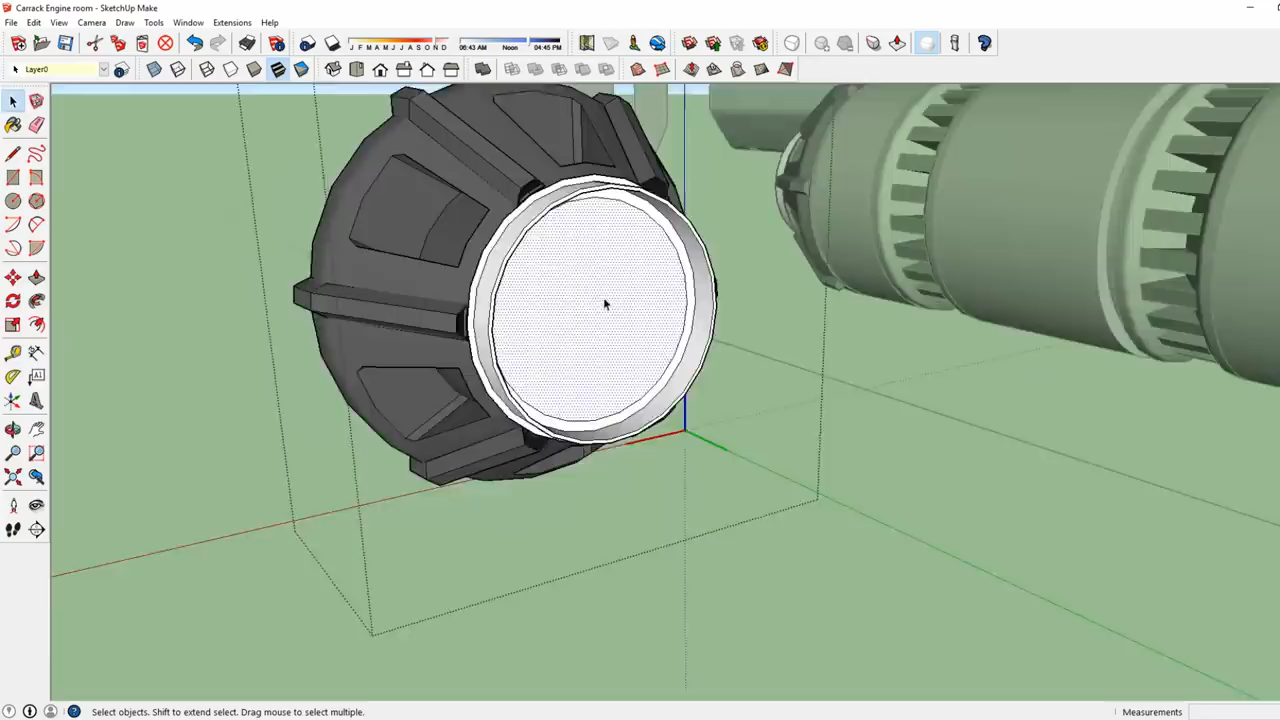 Carrack Engine room - SketchUp Make
File Edit View Camera Draw Tools Window Extensions Help
J F M A M J J A S O N D 06:43 AM Noon 04:45 PM
Layer0
A1
Select objects. Shift to extend select. Drag mouse to select multiple. Measurements